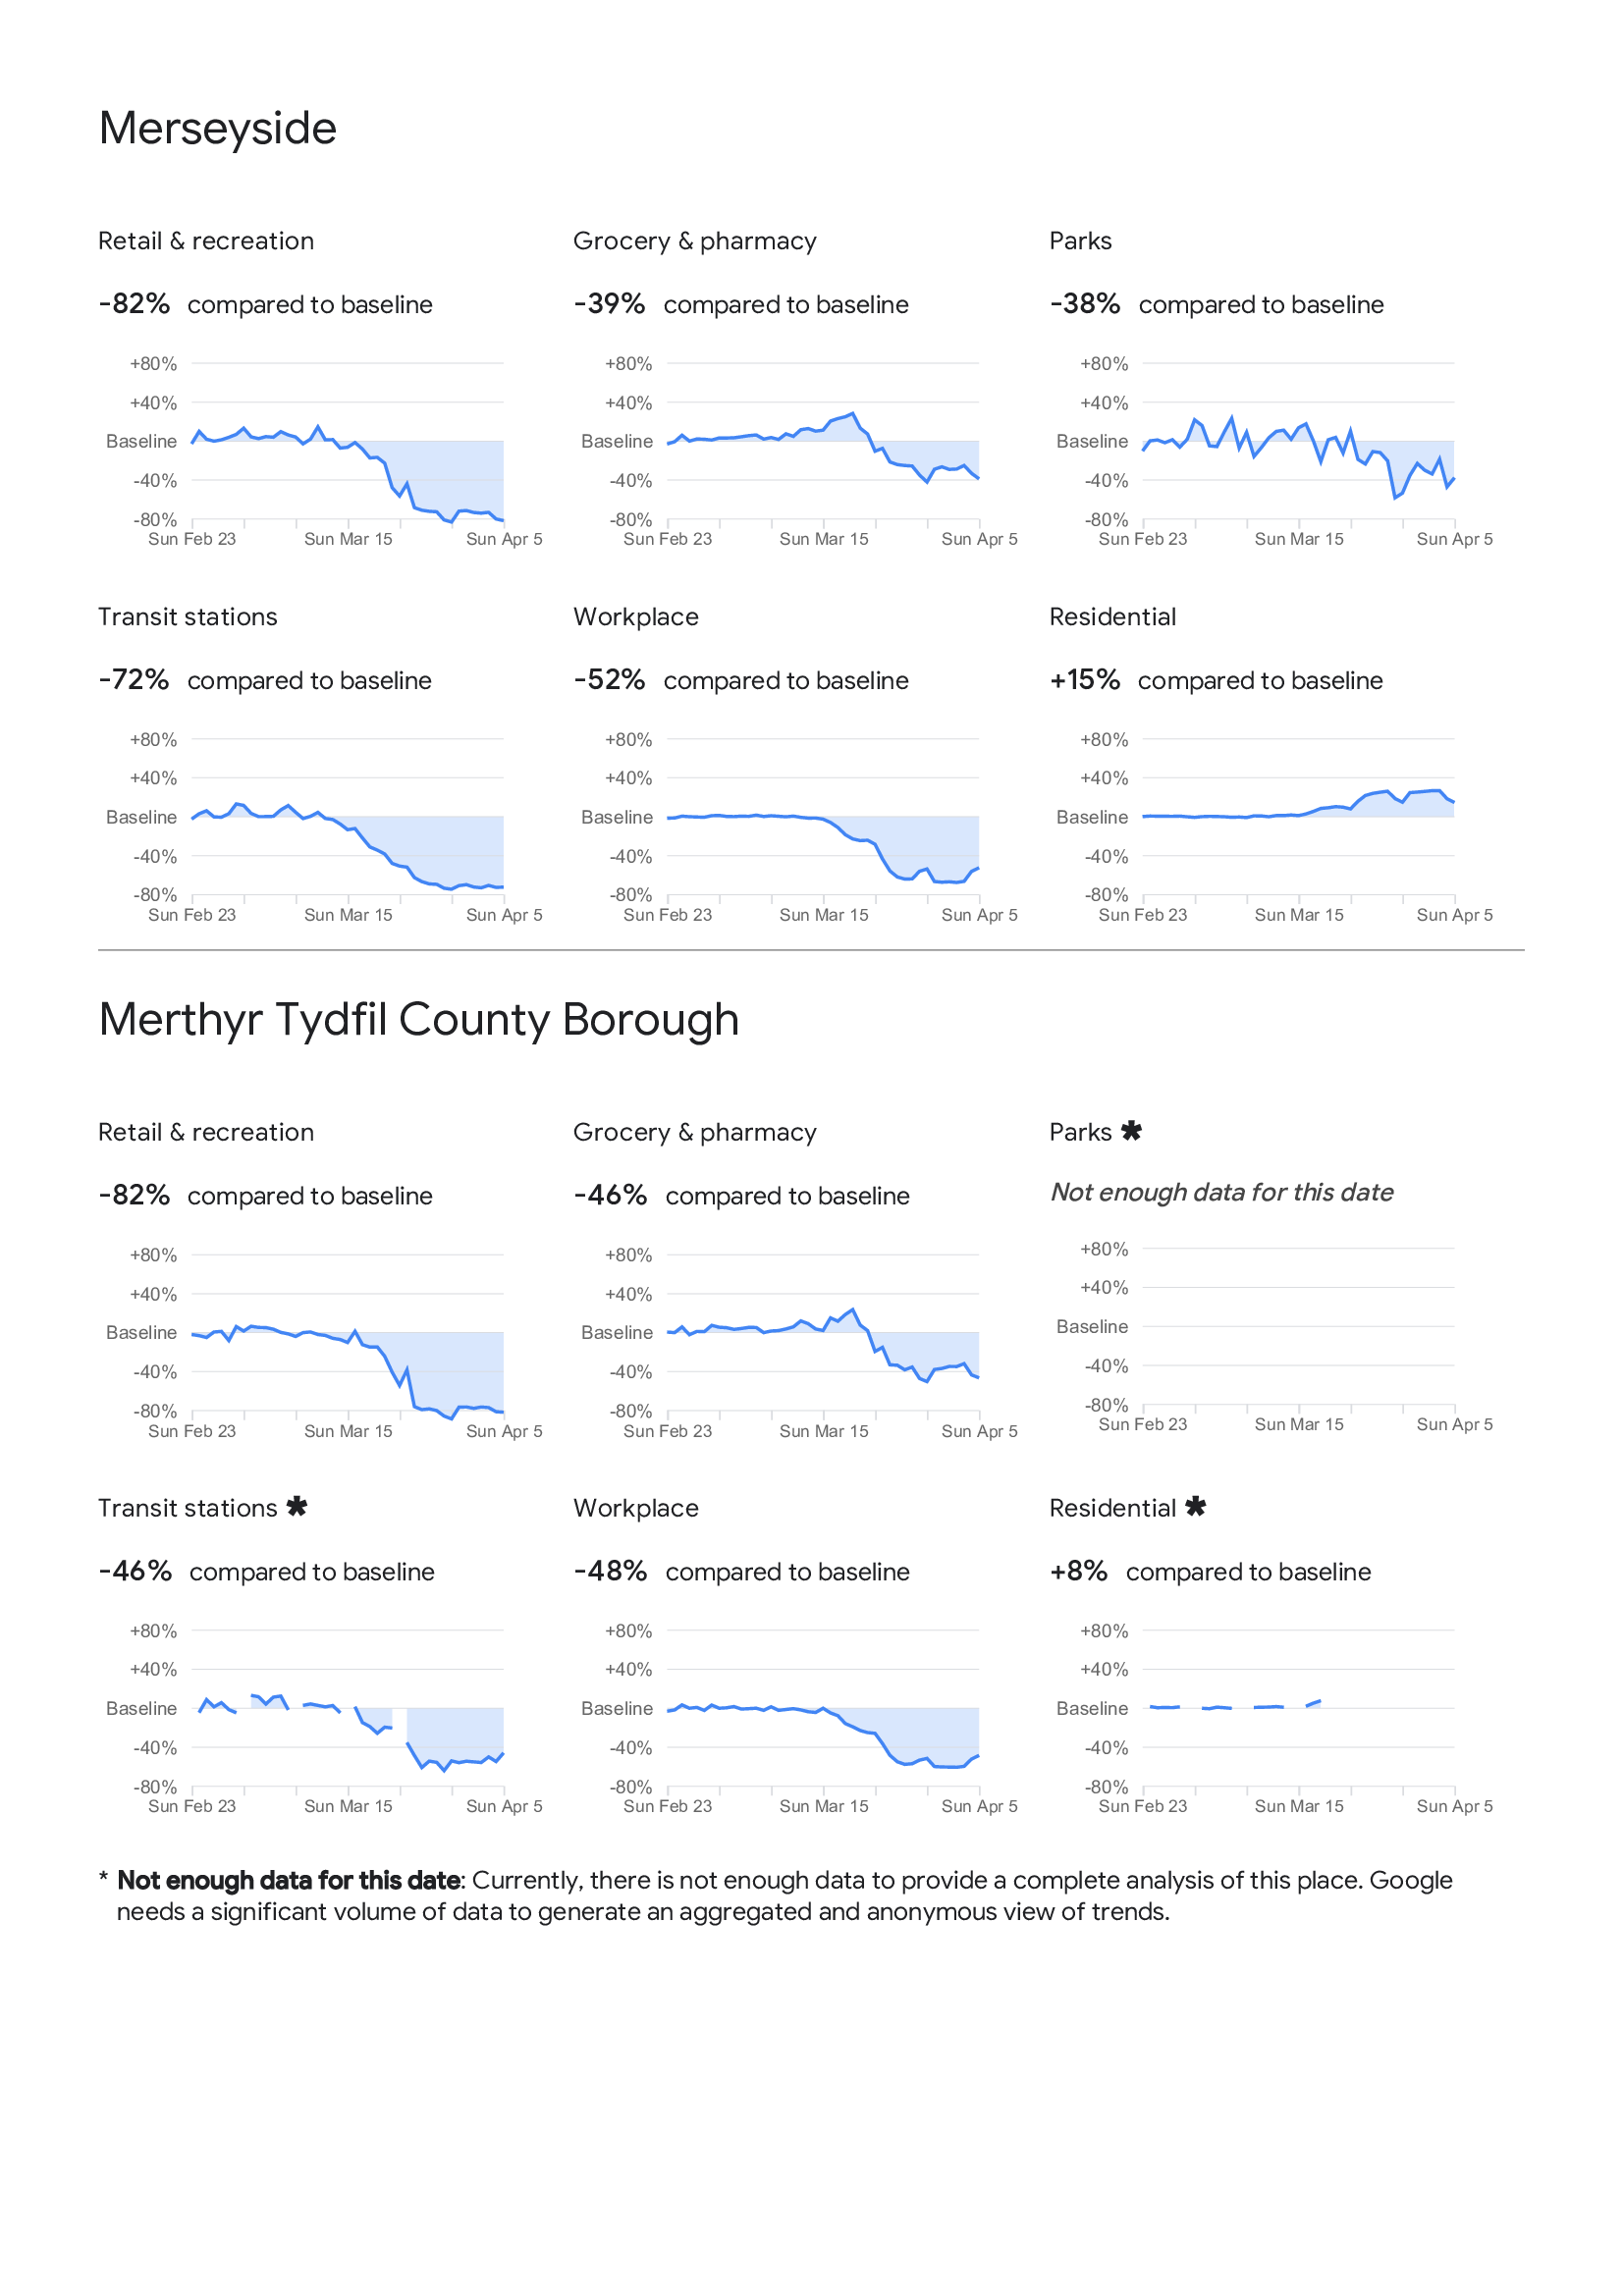 Merseyside
Retail & recreation
Grocery & pharmacy
Parks
-82% compared to baseline
-39% compared to baseline
-38% compared to baseline
+80%
+40%
Baseline
-40%
-80%
Sun Feb 23
Sun Mar 15
Sun Apr 5
+80%
+40%
Baseline
-40%
-80%
Sun Feb 23
Sun Mar 15
Sun Apr 5
+80%
+40%
Baseline
-40%
-80%
Sun Feb 23
Sun Mar 15
Sun Apr 5
Transit stations
Workplace
Residential
-72% compared to baseline
-52% compared to baseline
+15% compared to baseline
+80%
+40%
Baseline
-40%
-80%
Sun Feb 23
Sun Mar 15
Sun Apr 5
+80%
+40%
Baseline
-40%
-80%
Sun Feb 23
Sun Mar 15
Sun Apr 5
+80%
+40%
Baseline
-40%
-80%
Sun Feb 23
Sun Mar 15
Sun Apr 5
Merthyr Tydfil County Borough
Retail & recreation
Grocery & pharmacy
Parks *
-82% compared to baseline
-46% compared to baseline
Not enough data for this date
+80%
+40%
Baseline
-40%
-80%
Sun Feb 23
Sun Mar 15
Sun Apr 5
+80%
+40%
Baseline
-40%
-80%
Sun Feb 23
Sun Mar 15
Sun Apr 5
+80%
+40%
Baseline
-40%
-80%
Sun Feb 23
Sun Mar 15
Sun Apr 5
Transit stations *
Workplace
Residential *
-46% compared to baseline
-48% compared to baseline
+8% compared to baseline
+80%
+40%
Baseline
-40%
-80%
Sun Feb 23
Sun Mar 15
Sun Apr 5
+80%
+40%
Baseline
-40%
-80%
Sun Feb 23
Sun Mar 15
Sun Apr 5
+80%
+40%
Baseline
-40%
-80%
Sun Feb 23
Sun Mar 15
Sun Apr 5
* Not enough data for this date: Currently, there is not enough data to provide a complete analysis of this place. Google
needs a significant volume of data to generate an aggregated and anonymous view of trends.